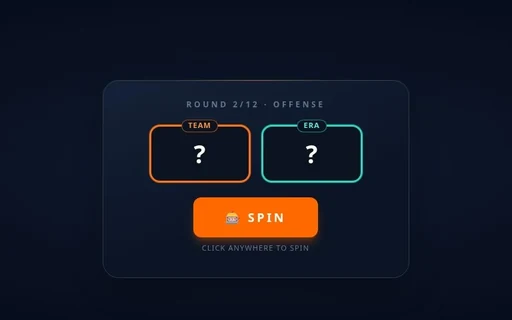 ROUND 2/12 · OFFENSE
TEAM
?
ERA
?
SPIN
CLICK ANYWHERE TO SPIN